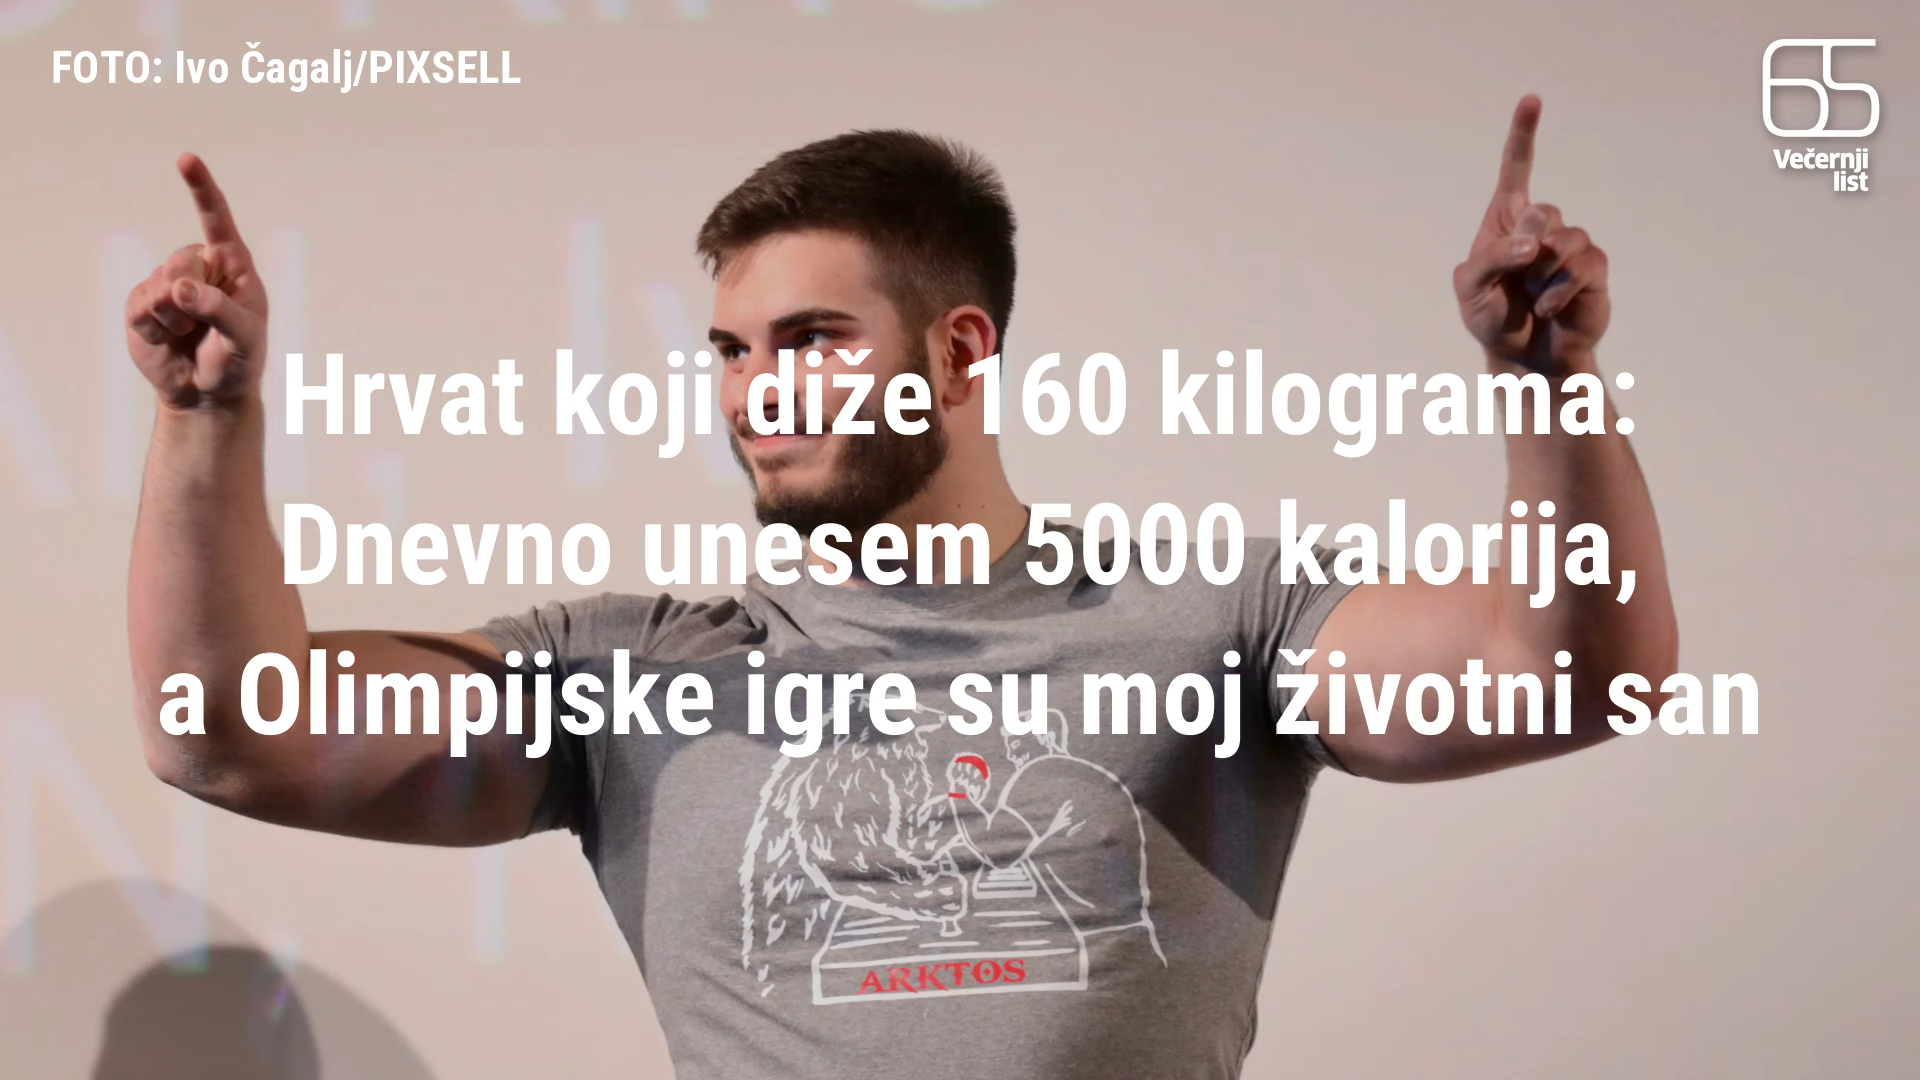 FOTO: Ivo Čagalj/PIXSELL
65
Večernji
list
Hrvat koji diže 160 kilograma:
Dnevno unesem 5000 kalorija,
a Olimpijske igre su moj životni san
ARKTOS